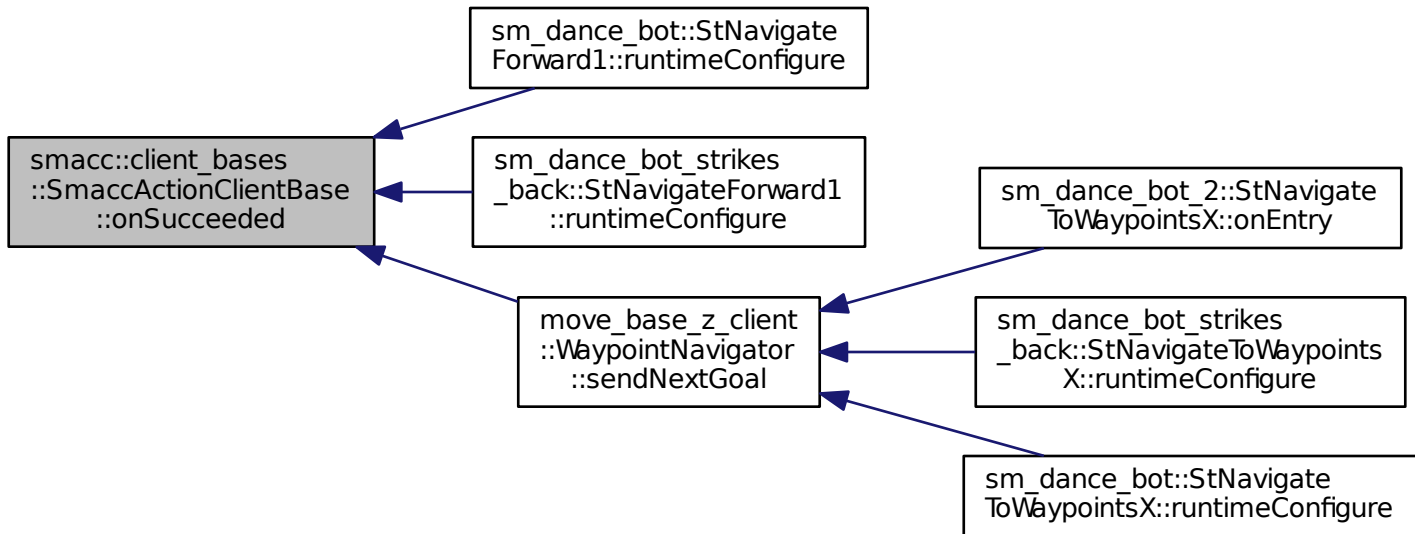 sm_dance_bot::StNavigate
Forward1::runtimeConfigure
smacc::client_bases
::SmaccActionClientBase
::onSucceeded
sm_dance_bot_strikes
_back::StNavigateForward1
::runtimeConfigure
sm_dance_bot_2::StNavigate
ToWaypointsX::onEntry
move_base_z_client
::WaypointNavigator
::sendNextGoal
sm_dance_bot_strikes
_back::StNavigateToWaypoints
X::runtimeConfigure
sm_dance_bot::StNavigate
ToWaypointsX::runtimeConfigure